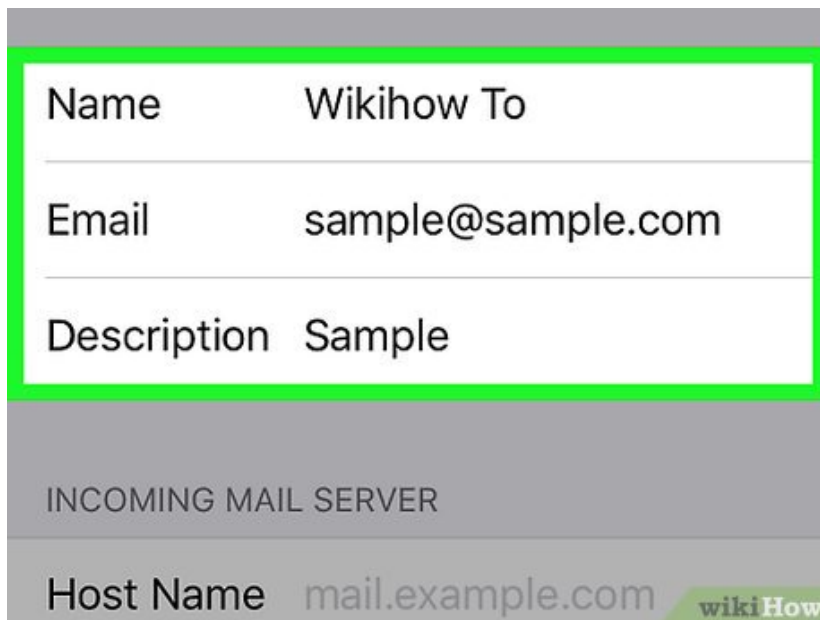 Name Wikihow To
Email sample@sample.com
Description Sample
INCOMING MAIL SERVER
Host Name mail.example.com
wikiHow